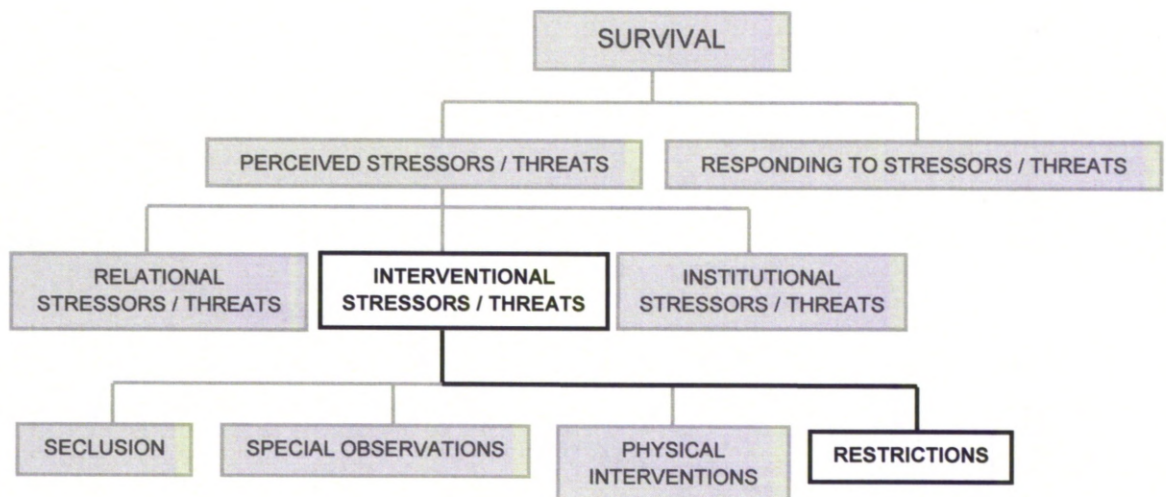 SURVIVAL
PERCEIVED STRESSORS / THREATS
RESPONDING TO STRESSORS / THREATS
RELATIONAL
STRESSORS / THREATS
INTERVENTIONAL
STRESSORS / THREATS
INSTITUTIONAL
STRESSORS / THREATS
SECLUSION
SPECIAL OBSERVATIONS
PHYSICAL
INTERVENTIONS
RESTRICTIONS